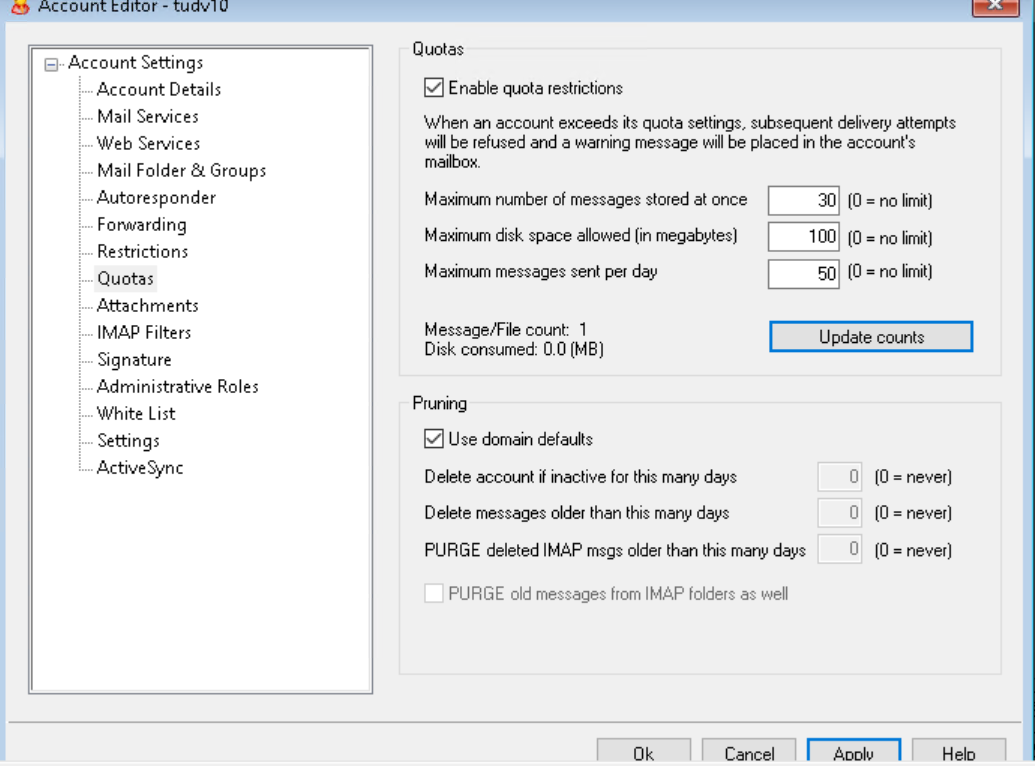 Account Editor - tudv10
Account Settings
Account Details
Mail Services
Web Services
Mail Folder & Groups
Autoresponder
Forwarding
Restrictions
Quotas
Attachments
IMAP Filters
Signature
Administrative Roles
White List
Settings
ActiveSync
Quotas
Enable quota restrictions
When an account exceeds its quota settings, subsequent delivery attempts
will be refused and a warning message will be placed in the account's
mailbox.
Maximum number of messages stored at once 30 (0 = no limit)
Maximum disk space allowed (in megabytes) 100 (0 = no limit)
Maximum messages sent per day 50 (0 = no limit)
Message/File count: 1
Disk consumed: 0.0 (MB)
Update counts
Pruning
Use domain defaults
Delete account if inactive for this many days 0 (0 = never)
Delete messages older than this many days 0 (0 = never)
PURGE deleted IMAP msgs older than this many days 0 (0 = never)
PURGE old messages from IMAP folders as well
Ok Cancel Apply Help